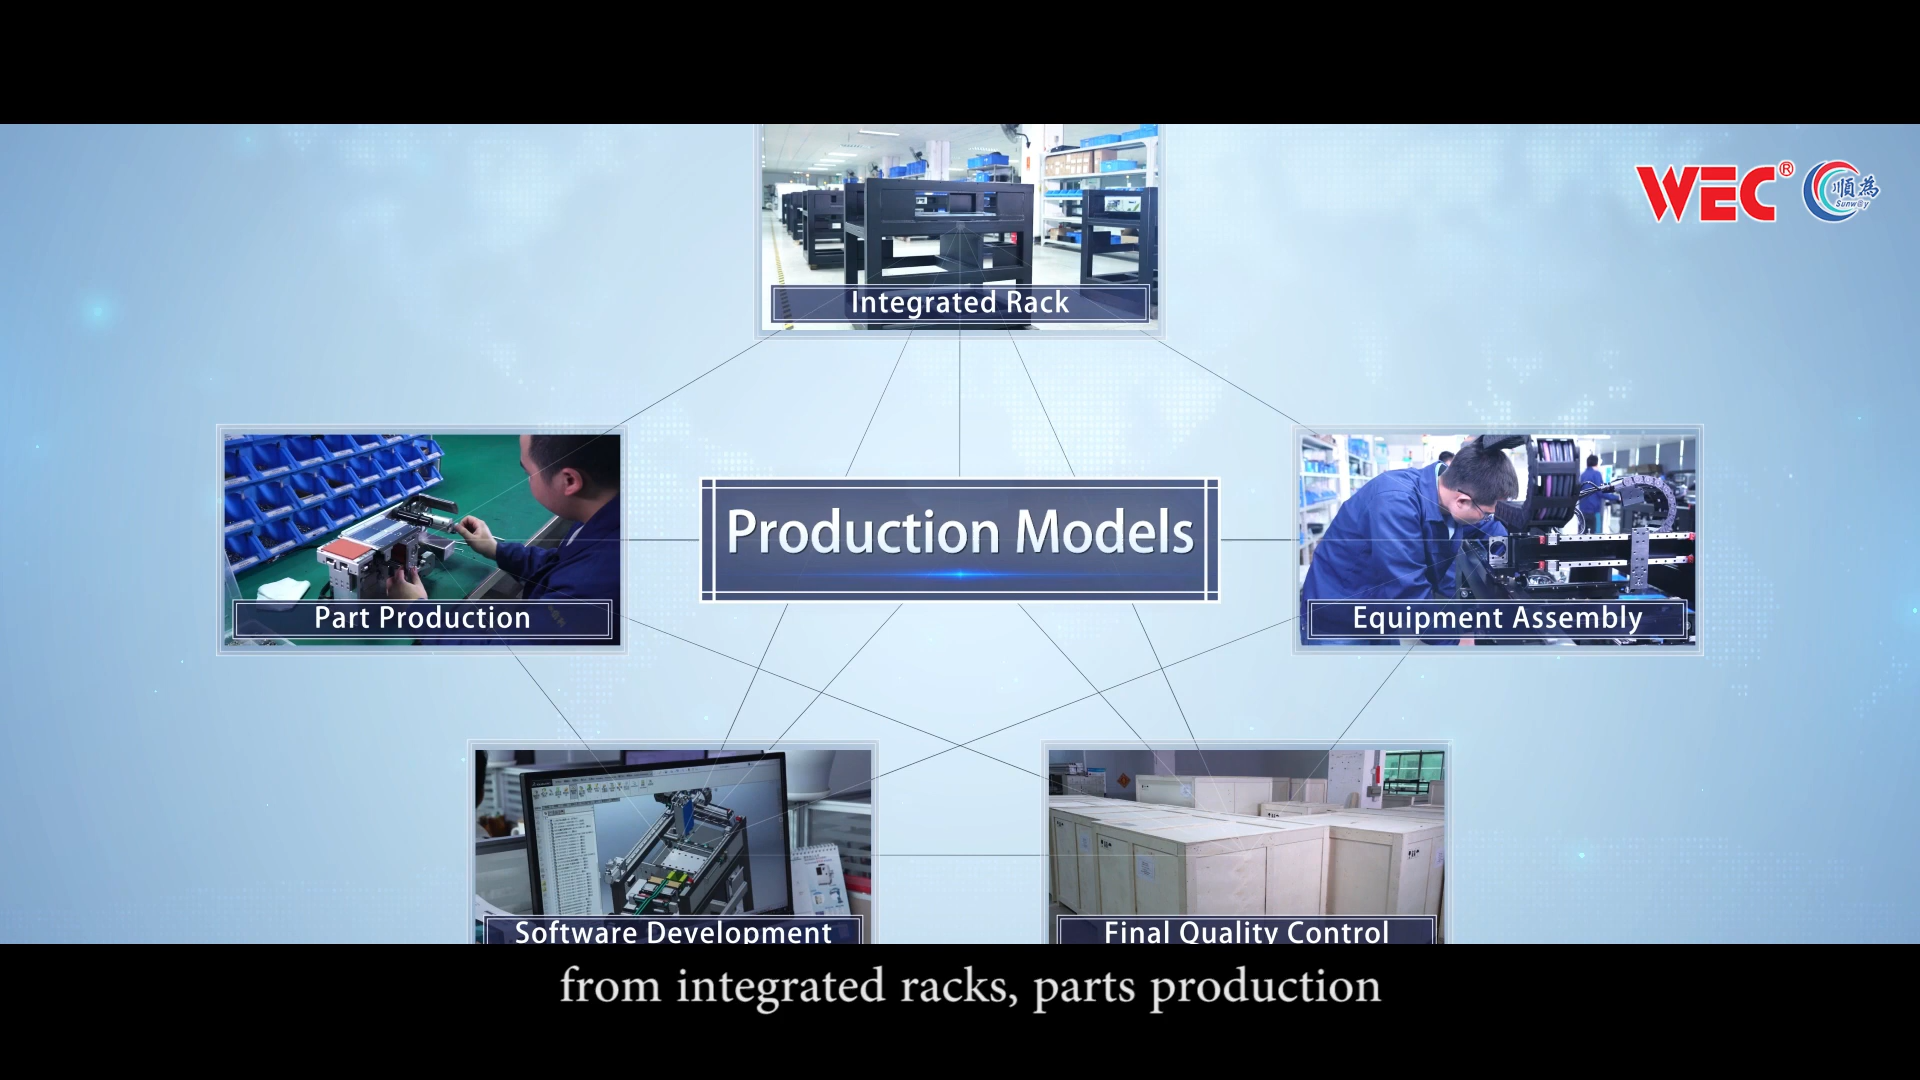 WEC®
順為
Sunw@y
Integrated Rack
Production Models
Part Production
Equipment Assembly
Software Development
Final Quality Control
from integrated racks, parts production